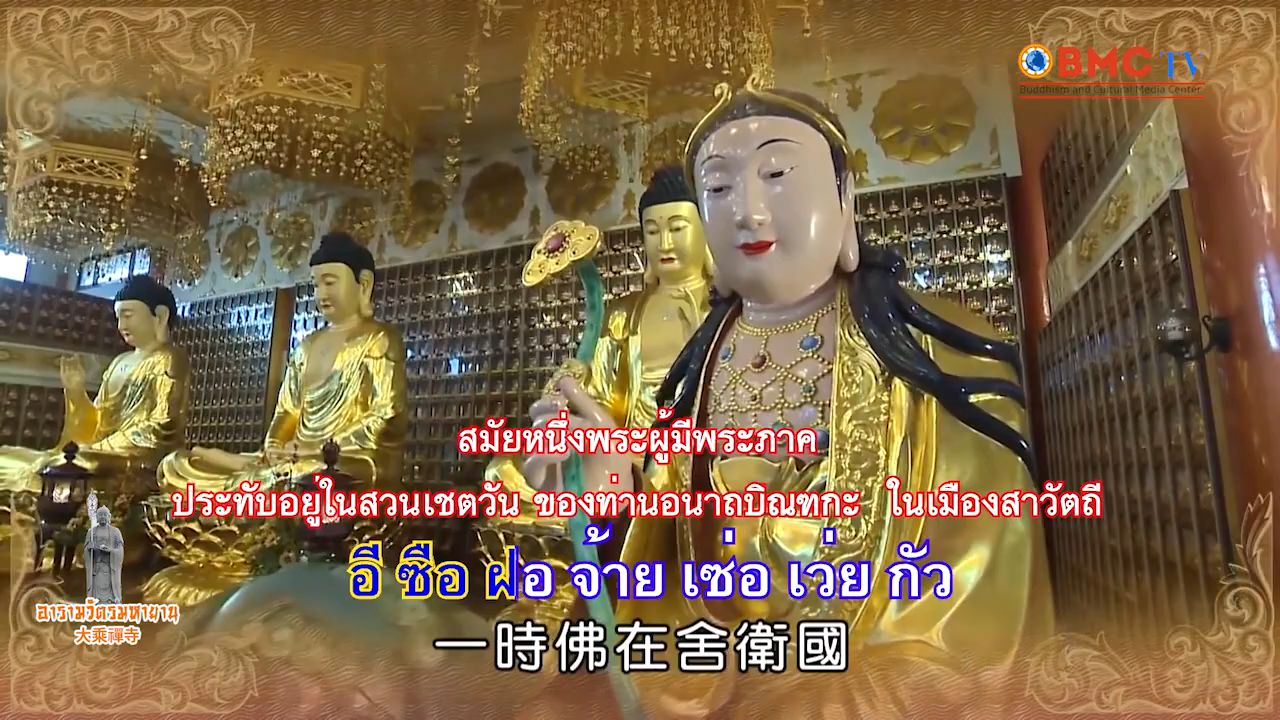 BMC TV
Buddhism and Cultural Media Center
สมัยหนึ่งพระผู้มีพระภาค
ประทับอยู่ในสวนเชตวัน ของท่านอนาถบิณฑกะ ในเมืองสาวัตถี
อี ซือ ฝอ จ้าย เซ่อ เว่ย กั๋ว
一時佛在舍衛國
อารามวัตรมหายาน
大乘禪寺